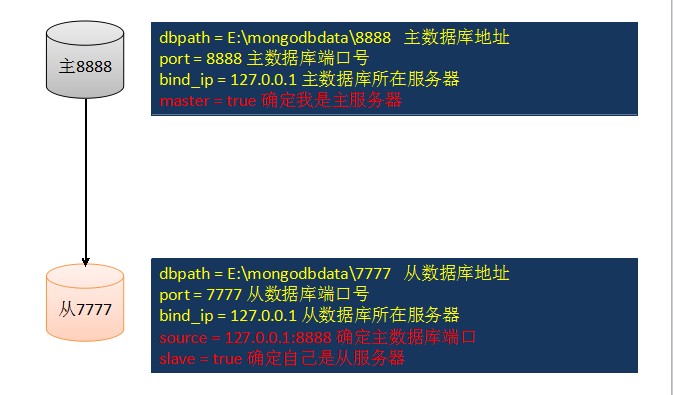 主8888
dbpath = E:\mongodbdata\8888 主数据库地址
port = 8888 主数据库端口号
bind_ip = 127.0.0.1 主数据库所在服务器
master = true 确定我是主服务器
从7777
dbpath = E:\mongodbdata\7777 从数据库地址
port = 7777 从数据库端口号
bind_ip = 127.0.0.1 从数据库所在服务器
source = 127.0.0.1:8888 确定主数据库端口
slave = true 确定自己是从服务器